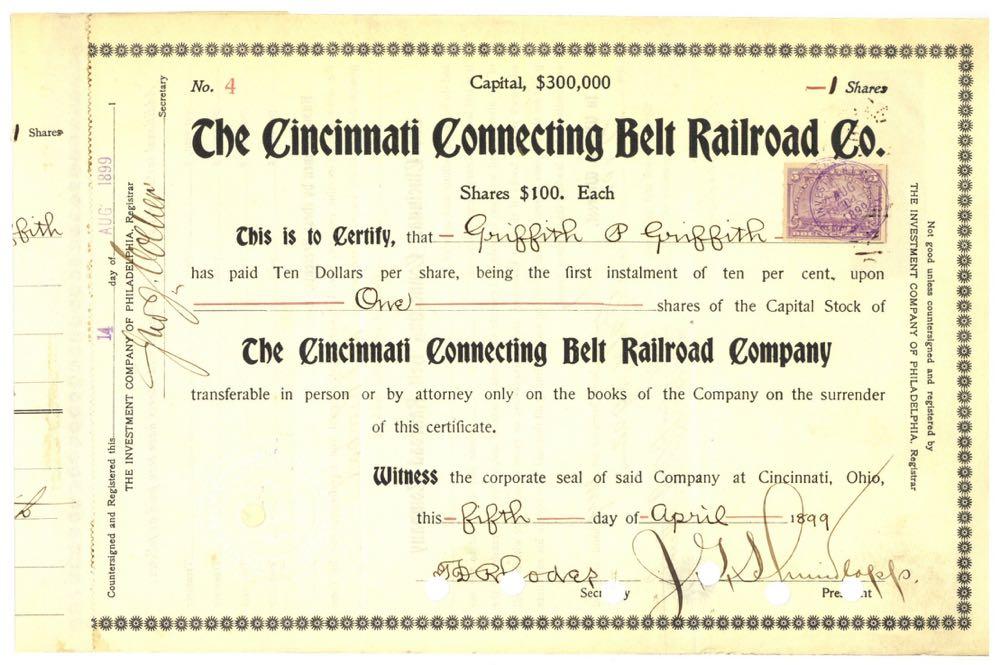 No. 4
Capital, $300,000
1 Shares
The Cincinnati Connecting Belt Railroad Co.
Shares $100. Each
This is to Certify, that Griffith P Griffith
has paid Ten Dollars per share, being the first instalment of ten per cent. upon
One shares of the Capital Stock of
The Cincinnati Connecting Belt Railroad Company
transferable in person or by attorney only on the books of the Company on the surrender
of this certificate.
Witness the corporate seal of said Company at Cincinnati, Ohio,
this fifth day of April 1899
President
1 Shares
ffith
Countersigned and Registered this 14 day of AUG 1899 1
THE INVESTMENT COMPANY OF PHILADELPHIA, Registrar
Secretary
Not good unless countersigned and registered by
THE INVESTMENT COMPANY OF PHILADELPHIA, Registrar
AUG
1899